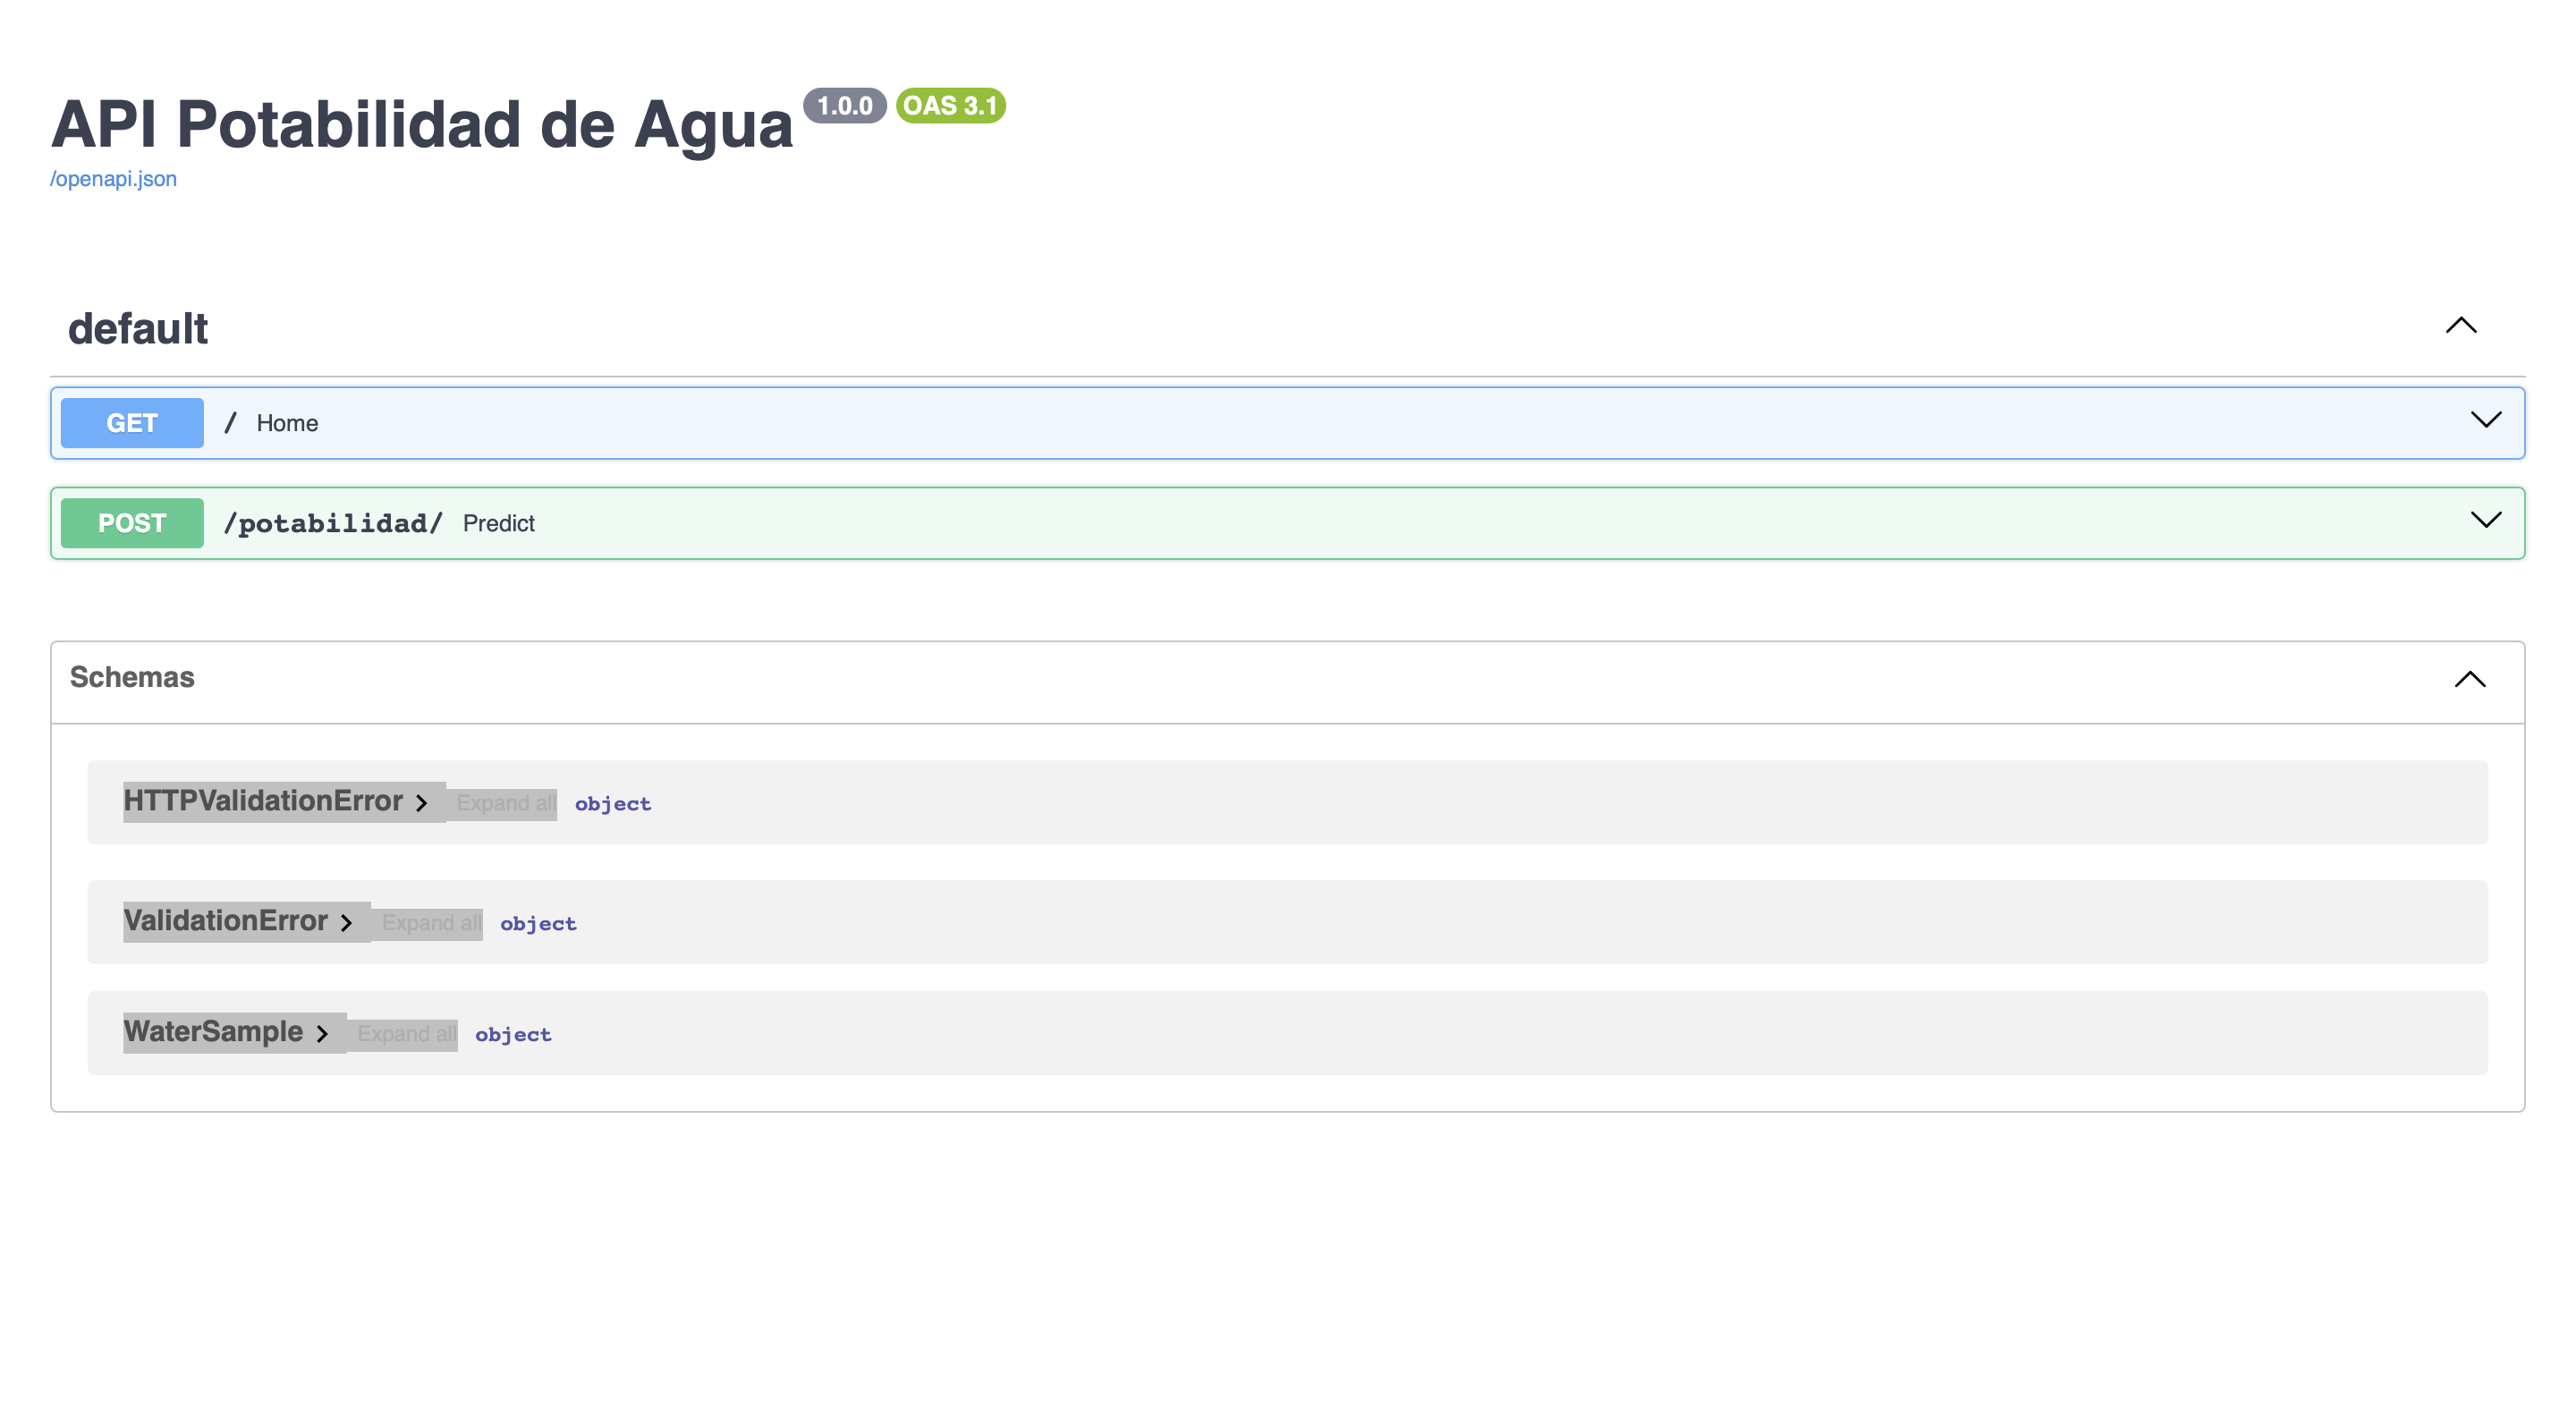 API Potabilidad de Agua 1.0.0 OAS 3.1
/openapi.json
default
GET / Home
POST /potabilidad/ Predict
Schemas
HTTPValidationError Expand all object
ValidationError Expand all object
WaterSample Expand all object